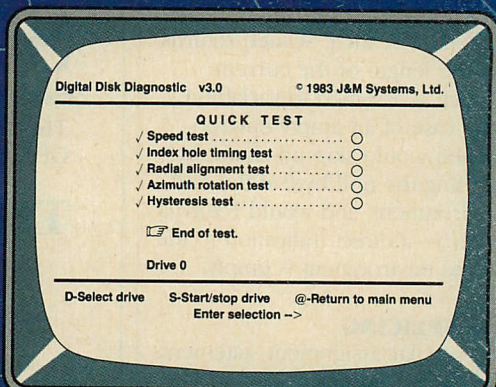 Digital Disk Diagnostic v3.0 © 1983 J&M Systems, Ltd.
QUICK TEST
√ Speed test .................... ○
√ Index hole timing test ........ ○
√ Radial alignment test .......... ○
√ Azimuth rotation test .......... ○
√ Hysteresis test ................ ○
☞ End of test.
Drive 0
D-Select drive S-Start/stop drive @-Return to main menu
Enter selection -->